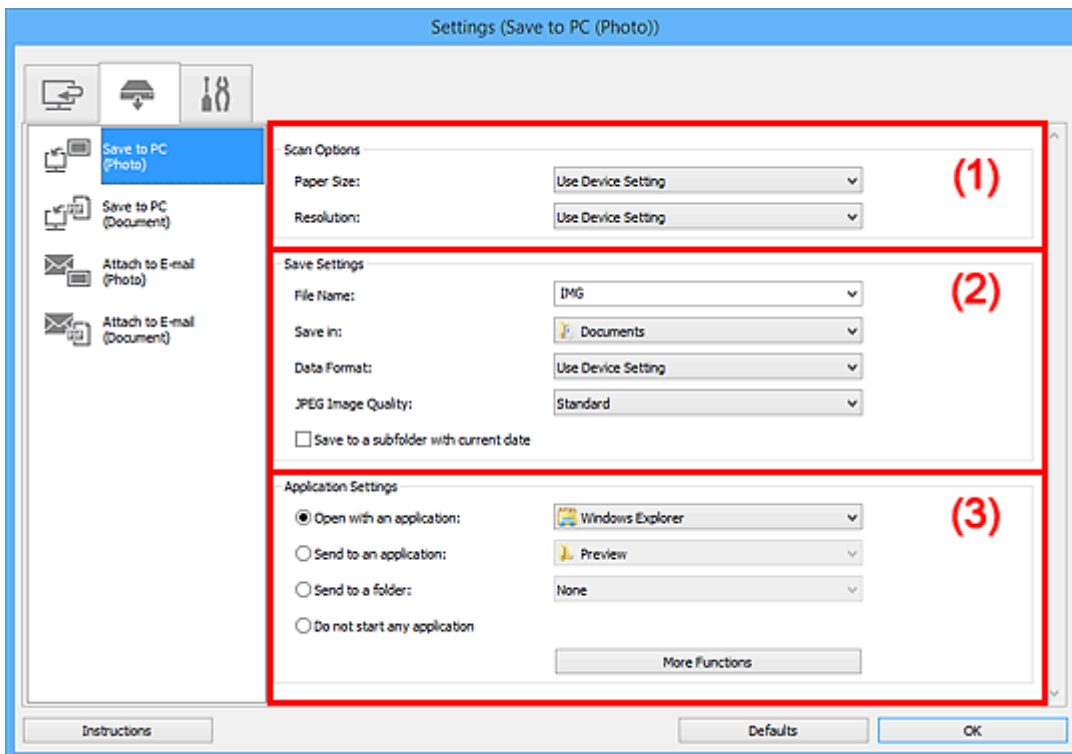 Settings (Save to PC (Photo))
Save to PC
(Photo)
Save to PC
(Document)
Attach to E-mail
(Photo)
Attach to E-mail
(Document)
Scan Options
(1)
Paper Size: Use Device Setting
Resolution: Use Device Setting
Save Settings
(2)
File Name: IMG
Save in: Documents
Data Format: Use Device Setting
JPEG Image Quality: Standard
Save to a subfolder with current date
Application Settings
(3)
Open with an application: Windows Explorer
Send to an application: Preview
Send to a folder: None
Do not start any application
More Functions
Instructions Defaults OK